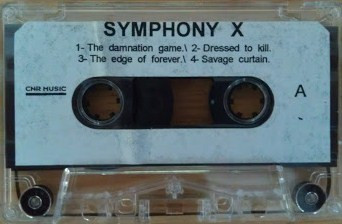 SYMPHONY X
1- The damnation game.\ 2- Dressed to kill.
3- The edge of forever.\ 4- Savage curtain.
CHR MUSIC
A
-